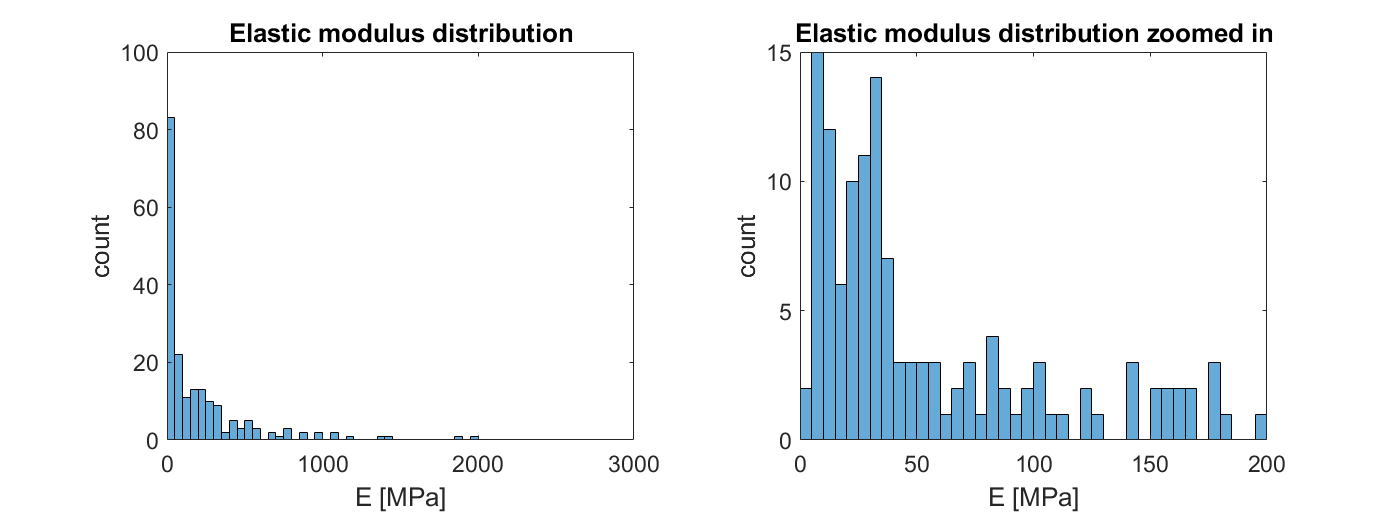 Elastic modulus distribution
100
80
60
40
20
0
count
0 1000 2000 3000
E [MPa]
Elastic modulus distribution zoomed in
15
10
5
0
count
0 50 100 150 200
E [MPa]